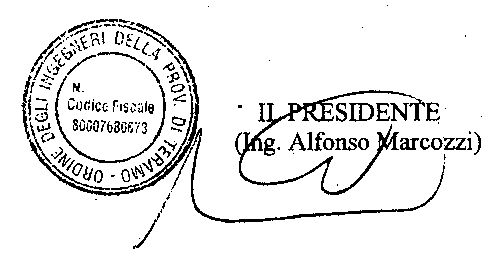 ORDINE DEGLI INGEGNERI DELLA PROV. DI TERAMO -
N.
Codice Fiscale
80007680673
IL PRESIDENTE
(Ing. Alfonso Marcozzi)